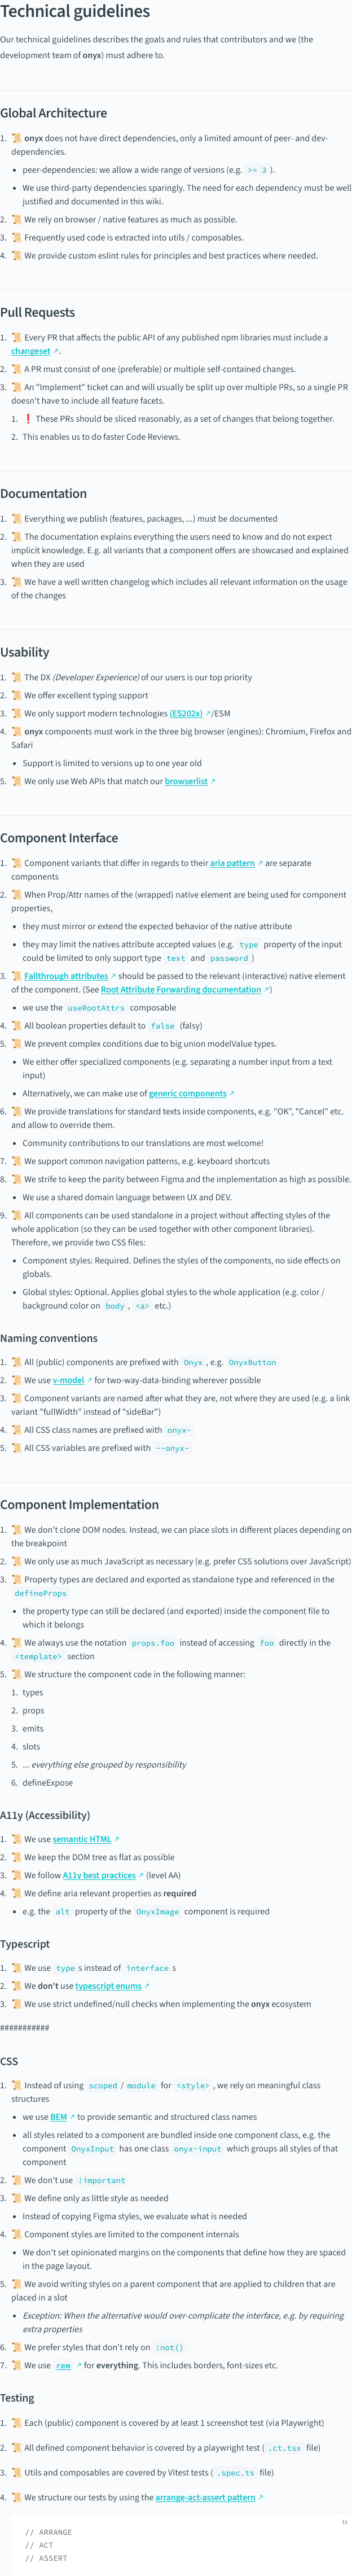 Technical guidelines
Our technical guidelines describes the goals and rules that contributors and we (the
development team of onyx) must adhere to.
Global Architecture
1. 📜 onyx does not have direct dependencies, only a limited amount of peer- and dev-
dependencies.
• peer-dependencies: we allow a wide range of versions (e.g. >= 3 ).
• We use third-party dependencies sparingly. The need for each dependency must be well
justified and documented in this wiki.
2. 📜 We rely on browser / native features as much as possible.
3. 📜 Frequently used code is extracted into utils / composables.
4. 📜 We provide custom eslint rules for principles and best practices where needed.
Pull Requests
1. 📜 Every PR that affects the public API of any published npm libraries must include a
changeset ↗.
2. 📜 A PR must consist of one (preferable) or multiple self-contained changes.
3. 📜 An "Implement" ticket can and will usually be split up over multiple PRs, so a single PR
doesn't have to include all feature facets.
1. ❗ These PRs should be sliced reasonably, as a set of changes that belong together.
2. This enables us to do faster Code Reviews.
Documentation
1. 📜 Everything we publish (features, packages, ...) must be documented
2. 📜 The documentation explains everything the users need to know and do not expect
implicit knowledge. E.g. all variants that a component offers are showcased and explained
when they are used
3. 📜 We have a well written changelog which includes all relevant information on the usage
of the changes
Usability
1. 📜 The DX (Developer Experience) of our users is our top priority
2. 📜 We offer excellent typing support
3. 📜 We only support modern technologies (ES202x) ↗/ESM
4. 📜 onyx components must work in the three big browser (engines): Chromium, Firefox and
Safari
• Support is limited to versions up to one year old
5. 📜 We only use Web APIs that match our browserlist ↗
Component Interface
1. 📜 Component variants that differ in regards to their aria pattern ↗ are separate
components
2. 📜 When Prop/Attr names of the (wrapped) native element are being used for component
properties,
• they must mirror or extend the expected behavior of the native attribute
• they may limit the natives attribute accepted values (e.g. type property of the input
could be limited to only support type text and password )
3. 📜 Fallthrough attributes ↗ should be passed to the relevant (interactive) native element
of the component. (See Root Attribute Forwarding documentation ↗)
• we use the useRootAttrs composable
4. 📜 All boolean properties default to false (falsy)
5. 📜 We prevent complex conditions due to big union modelValue types.
• We either offer specialized components (e.g. separating a number input from a text
input)
• Alternatively, we can make use of generic components ↗
6. 📜 We provide translations for standard texts inside components, e.g. "OK", "Cancel" etc.
and allow to override them.
• Community contributions to our translations are most welcome!
7. 📜 We support common navigation patterns, e.g. keyboard shortcuts
8. 📜 We strife to keep the parity between Figma and the implementation as high as possible.
• We use a shared domain language between UX and DEV.
9. 📜 All components can be used standalone in a project without affecting styles of the
whole application (so they can be used together with other component libraries).
Therefore, we provide two CSS files:
• Component styles: Required. Defines the styles of the components, no side effects on
globals.
• Global styles: Optional. Applies global styles to the whole application (e.g. color /
background color on body , <a> etc.)
Naming conventions
1. 📜 All (public) components are prefixed with Onyx , e.g. OnyxButton
2. 📜 We use v-model ↗ for two-way-data-binding wherever possible
3. 📜 Component variants are named after what they are, not where they are used (e.g. a link
variant "fullWidth" instead of "sideBar")
4. 📜 All CSS class names are prefixed with onyx-
5. 📜 All CSS variables are prefixed with --onyx-
Component Implementation
1. 📜 We don't clone DOM nodes. Instead, we can place slots in different places depending on
the breakpoint
2. 📜 We only use as much JavaScript as necessary (e.g. prefer CSS solutions over JavaScript)
3. 📜 Property types are declared and exported as standalone type and referenced in the
defineProps
• the property type can still be declared (and exported) inside the component file to
which it belongs
4. 📜 We always use the notation props.foo instead of accessing foo directly in the
<template> section
5. 📜 We structure the component code in the following manner:
1. types
2. props
3. emits
4. slots
5. ... everything else grouped by responsibility
6. defineExpose
A11y (Accessibility)
1. 📜 We use semantic HTML ↗
2. 📜 We keep the DOM tree as flat as possible
3. 📜 We follow A11y best practices ↗ (level AA)
4. 📜 We define aria relevant properties as required
• e.g. the alt property of the OnyxImage component is required
Typescript
1. 📜 We use type s instead of interface s
2. 📜 We don't use typescript enums ↗
3. 📜 We use strict undefined/null checks when implementing the onyx ecosystem
###########
CSS
1. 📜 Instead of using scoped / module for <style> , we rely on meaningful class
structures
• we use BEM ↗ to provide semantic and structured class names
• all styles related to a component are bundled inside one component class, e.g. the
component OnyxInput has one class onyx-input which groups all styles of that
component
2. 📜 We don't use !important
3. 📜 We define only as little style as needed
• Instead of copying Figma styles, we evaluate what is needed
4. 📜 Component styles are limited to the component internals
• We don't set opinionated margins on the components that define how they are spaced
in the page layout.
5. 📜 We avoid writing styles on a parent component that are applied to children that are
placed in a slot
• Exception: When the alternative would over-complicate the interface, e.g. by requiring
extra properties
6. 📜 We prefer styles that don't rely on :not()
7. 📜 We use rem ↗ for everything. This includes borders, font-sizes etc.
Testing
1. 📜 Each (public) component is covered by at least 1 screenshot test (via Playwright)
2. 📜 All defined component behavior is covered by a playwright test ( .ct.tsx file)
3. 📜 Utils and composables are covered by Vitest tests ( .spec.ts file)
4. 📜 We structure our tests by using the arrange-act-assert pattern ↗
ts
// ARRANGE
// ACT
// ASSERT